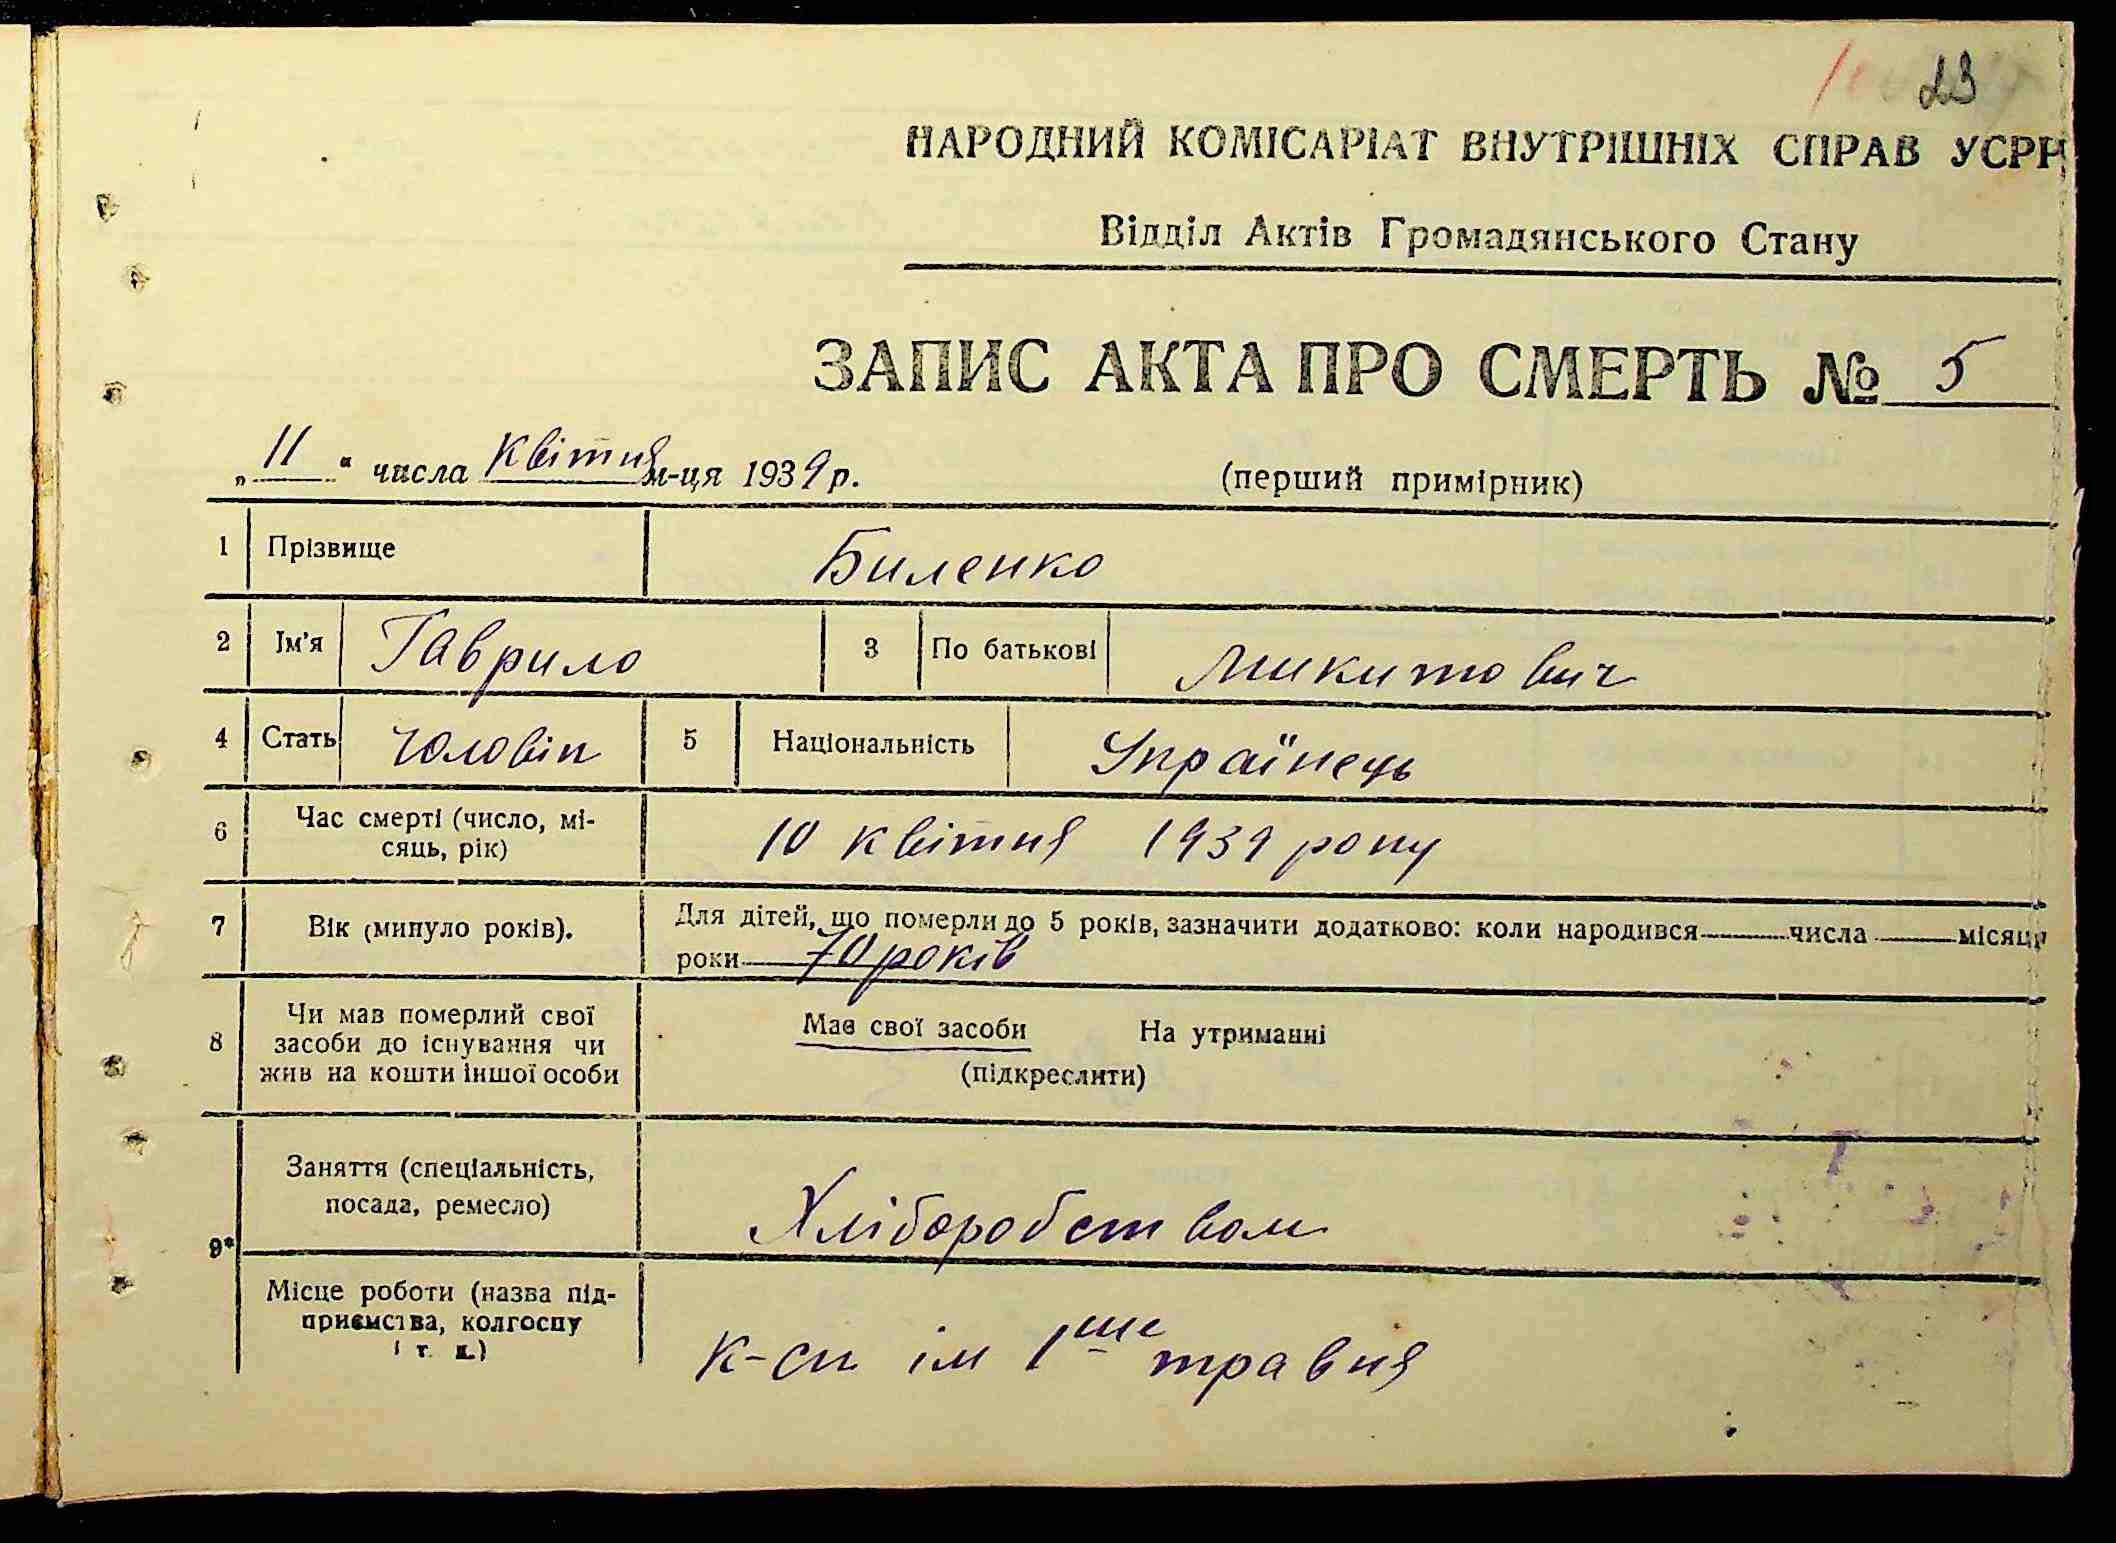 23
НАРОДНИЙ КОМІСАРІАТ ВНУТРІШНІХ СПРАВ УСРР
Відділ Актів Громадянського Стану
ЗАПИС АКТА ПРО СМЕРТЬ № 5
„ 11 “ числа Квітня м-ця 1939 р. (перший примірник)
1 Прізвище Биленко
2 Ім’я Гаврило 3 По батькові Микитович
4 Стать чоловік 5 Національність Українець
6 Час смерті (число, мі-
сяць, рік) 10 квітня 1939 року
7 Вік (минуло років). Для дітей, що померли до 5 років, зазначити додатково: коли народився числа місяця
роки 70 років
8 Чи мав померлий свої
засоби до існування чи
жив на кошти іншої особи
Має свої засоби На утриманні
(підкреслити)
9* Заняття (спеціальність,
посада, ремесло) Хліборобством
Місце роботи (назва під-
приємства, колгоспу
і т. п.) К-сп ім 1ше травня